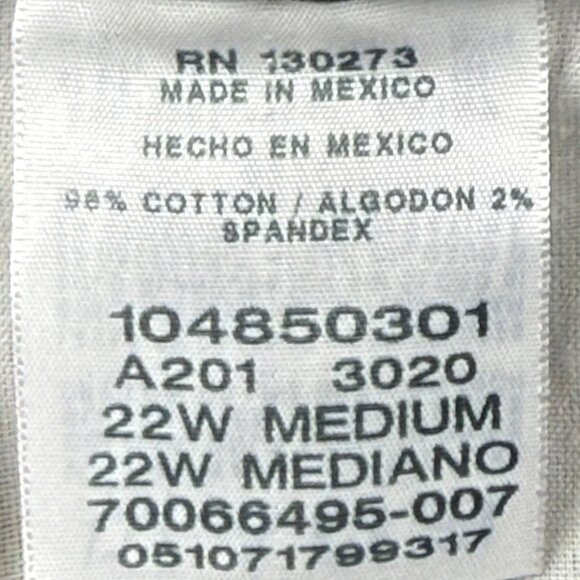 RN 130273
MADE IN MEXICO
HECHO EN MEXICO
98% COTTON / ALGODON 2%
SPANDEX
104850301
A201 3020
22W MEDIUM
22W MEDIANO
70066495-007
051071799317